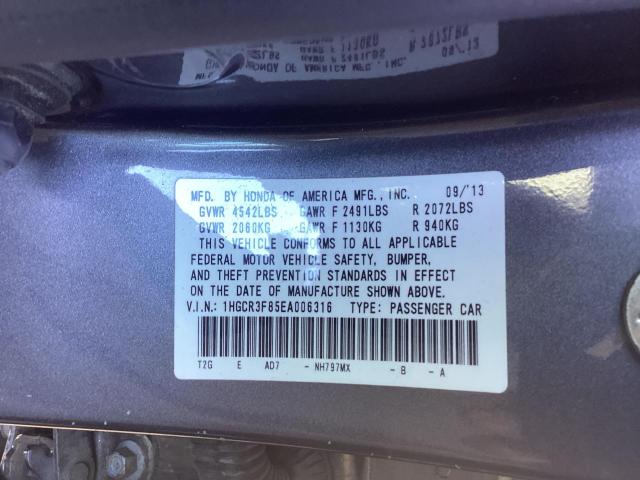 MFD. BY HONDA OF AMERICA MFG., INC. 09/'13
GVWR 4542LBS GAWR F 2491LBS R 2072LBS
GVWR 2060KG GAWR F 1130KG R 940KG
THIS VEHICLE CONFORMS TO ALL APPLICABLE
FEDERAL MOTOR VEHICLE SAFETY, BUMPER,
AND THEFT PREVENTION STANDARDS IN EFFECT
ON THE DATE OF MANUFACTURE SHOWN ABOVE.
V.I.N.: 1HGCR3F85EA006316 TYPE: PASSENGER CAR
T2G E AD7 - NH797MX - B - A